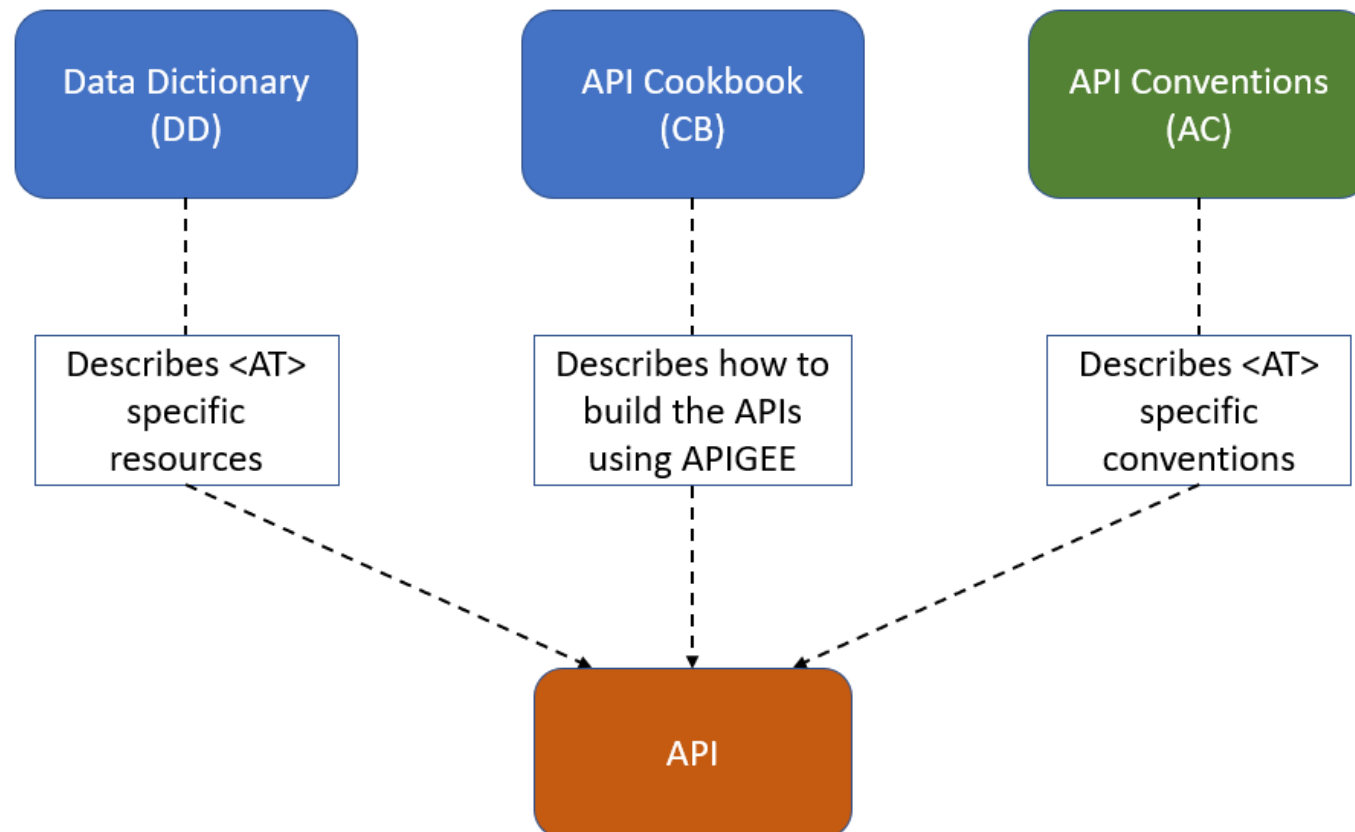 Data Dictionary
(DD)
API Cookbook
(CB)
API Conventions
(AC)
Describes <AT>
specific
resources
Describes how to
build the APIs
using APIGEE
Describes <AT>
specific
conventions
API